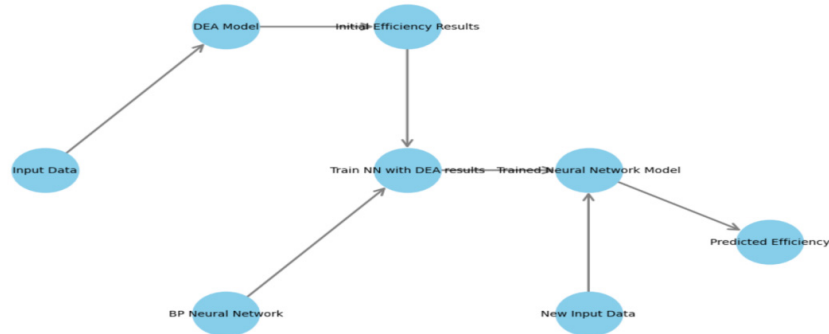 DEA Model
Initial Efficiency Results
Input Data
Train NN with DEA results
Trained Neural Network Model
Predicted Efficiency
BP Neural Network
New Input Data